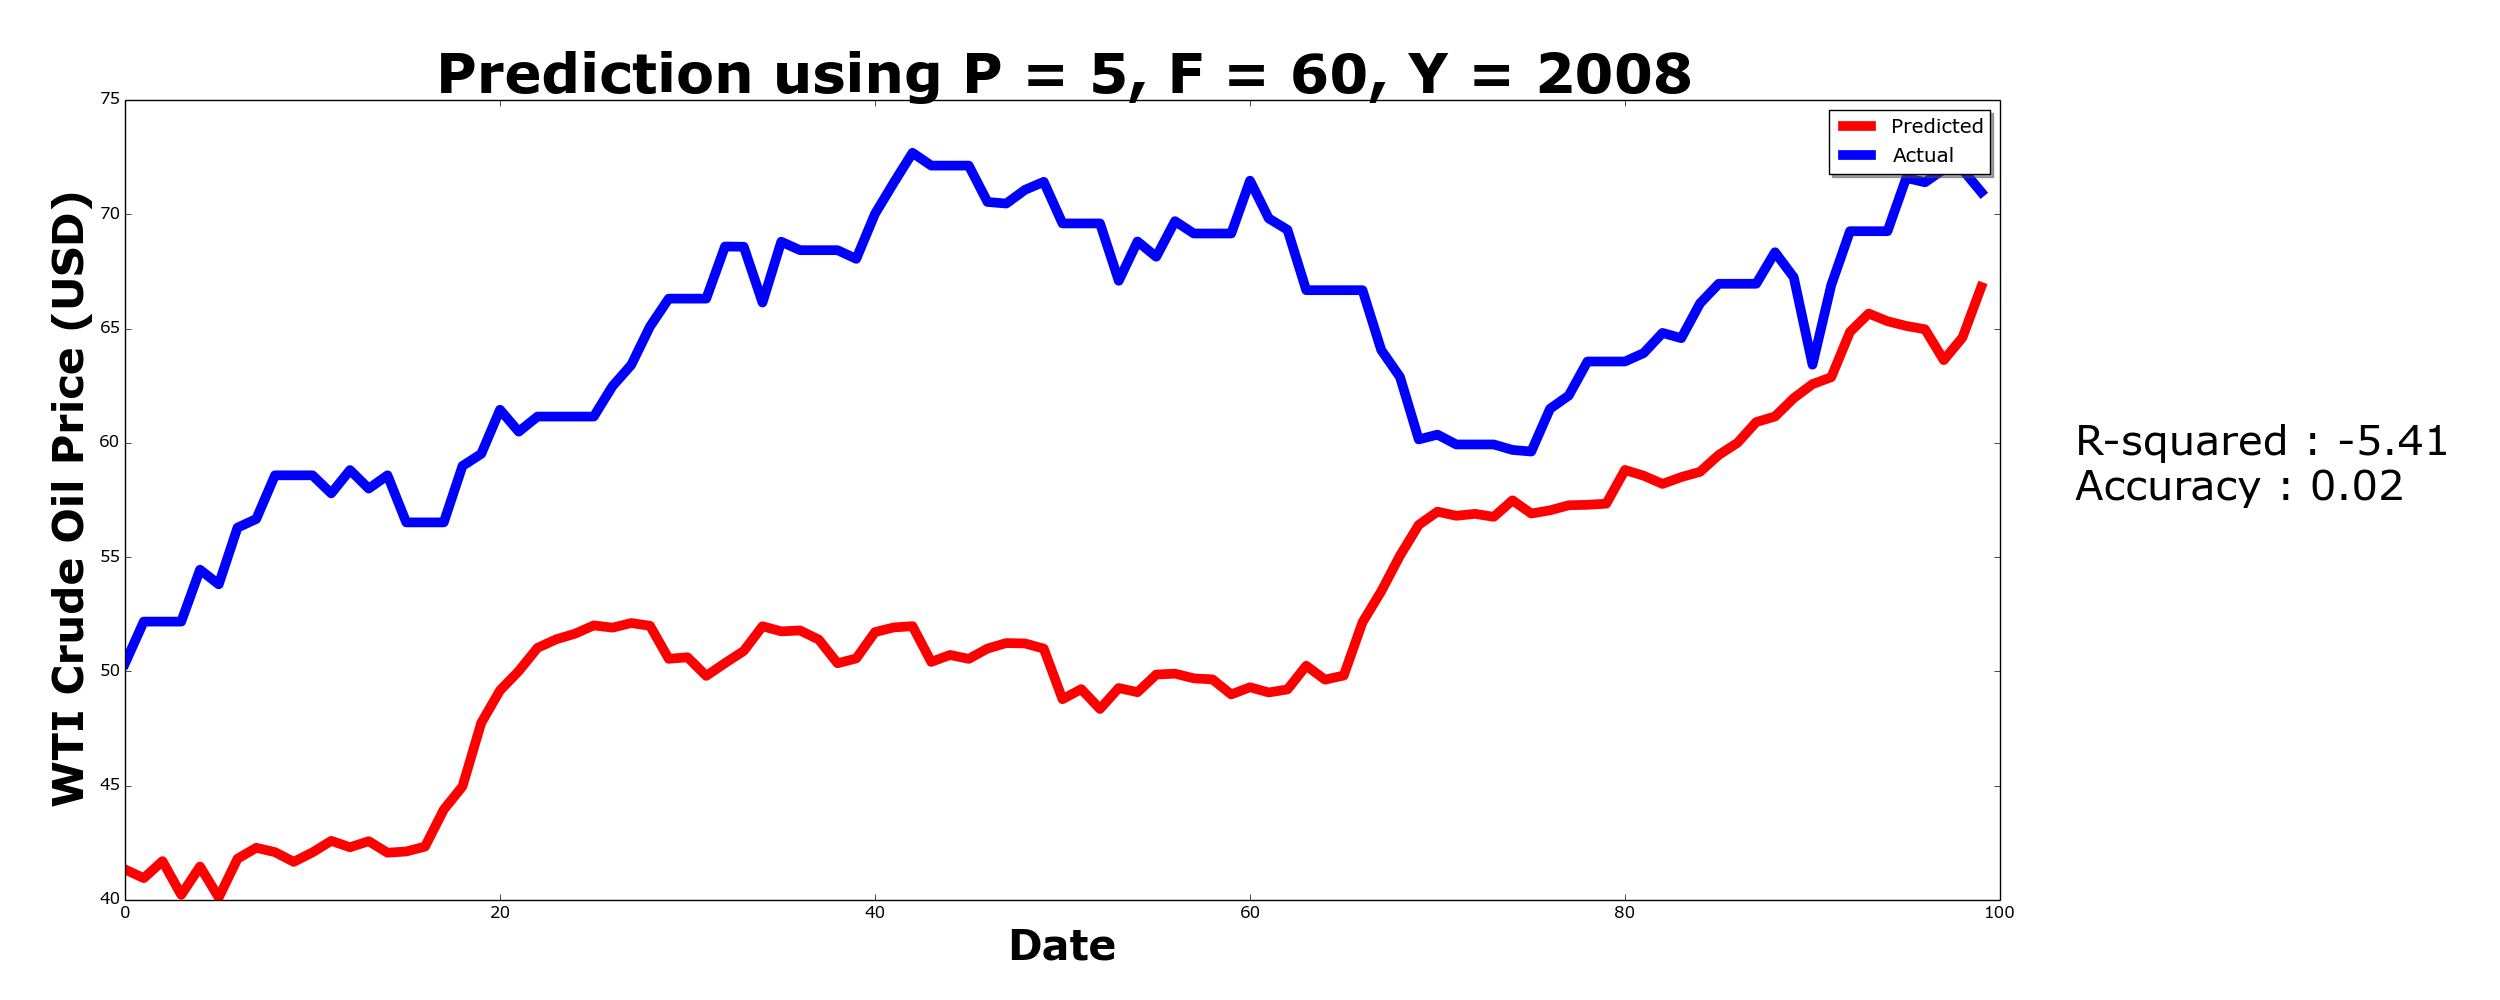 Prediction using P = 5, F = 60, Y = 2008
75
70
65
60
55
50
45
40
WTI Crude Oil Price (USD)
Predicted
Actual
R-squared : -5.41
Accuracy : 0.02
0 20 40 60 80 100
Date